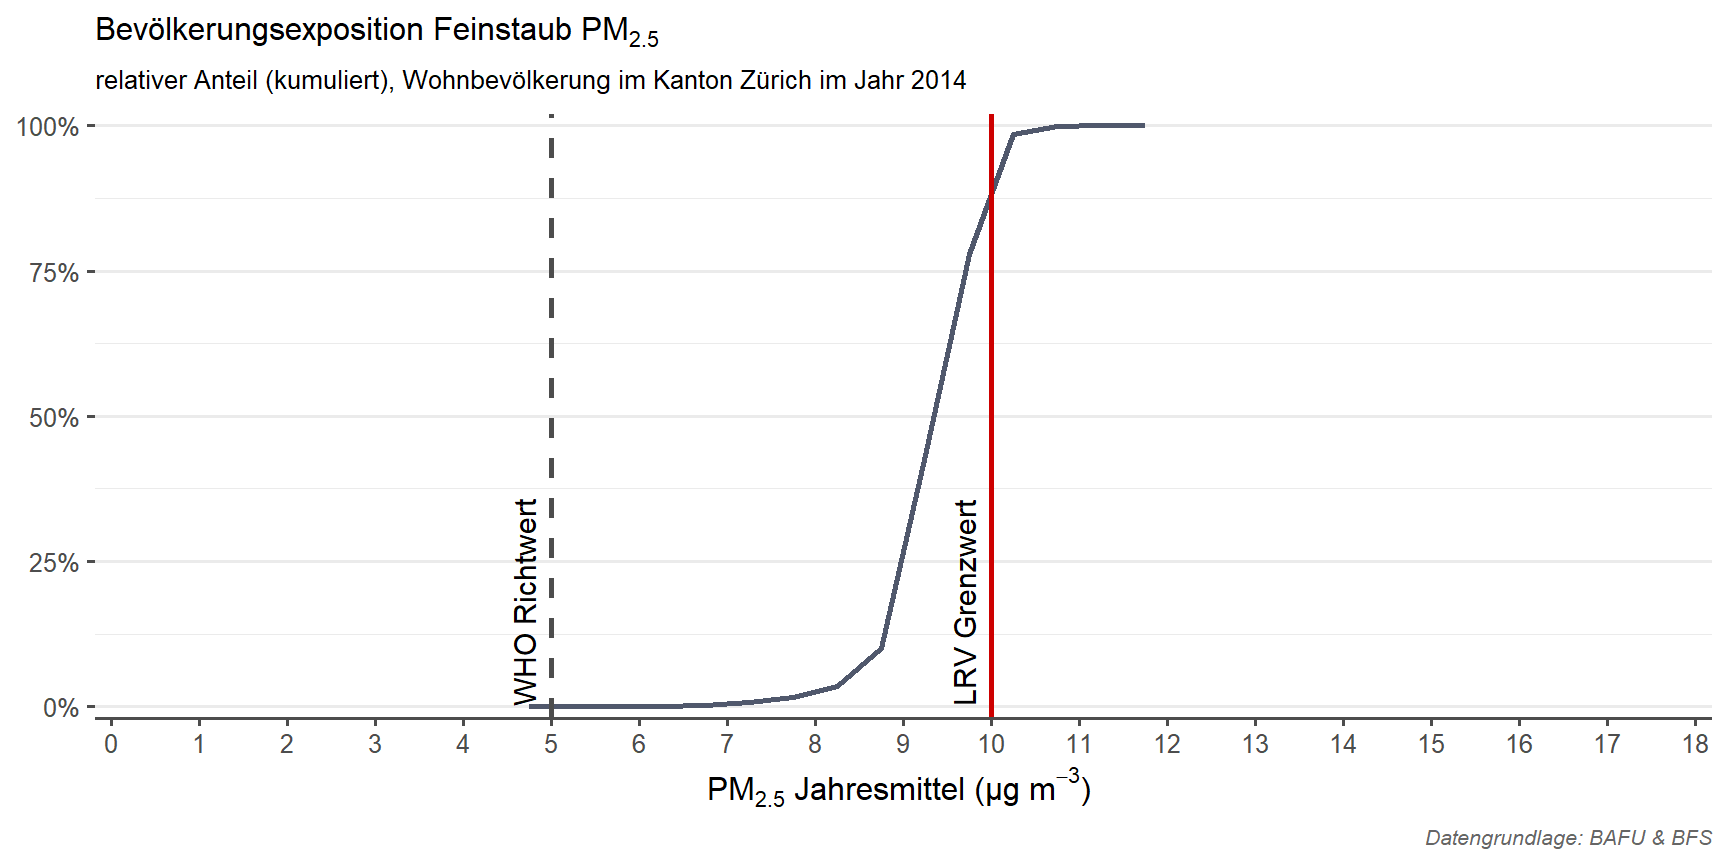 Bevölkerungsexposition Feinstaub PM2.5
relativer Anteil (kumuliert), Wohnbevölkerung im Kanton Zürich im Jahr 2014
100%
75%
50%
25%
0%
WHO Richtwert
LRV Grenzwert
0 1 2 3 4 5 6 7 8 9 10 11 12 13 14 15 16 17 18
PM2.5 Jahresmittel (µg m−3)
Datengrundlage: BAFU & BFS